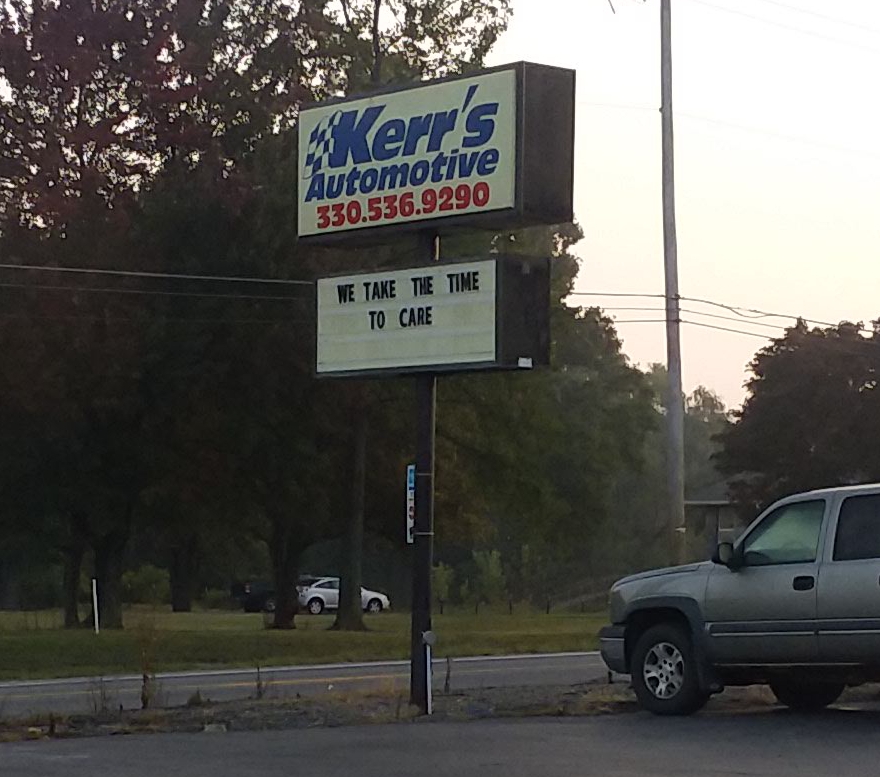 Kerr's
Automotive
330.536.9290
WE TAKE THE TIME
TO CARE